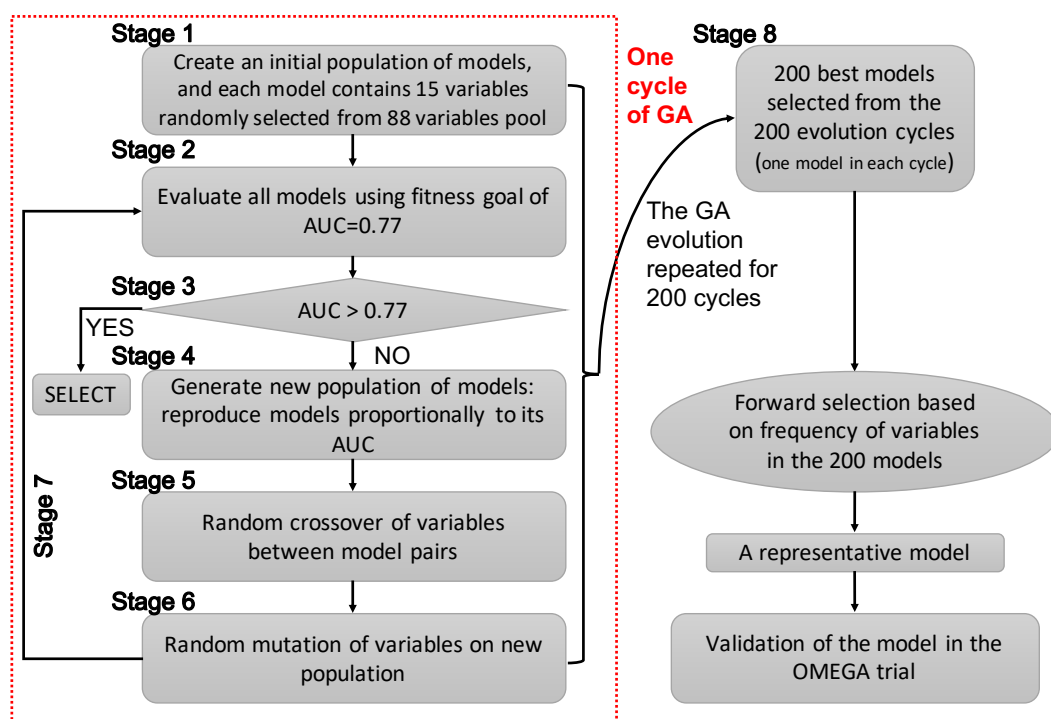 Stage 1
Create an initial population of models,
and each model contains 15 variables
randomly selected from 88 variables pool
Stage 2
Evaluate all models using fitness goal of
AUC=0.77
Stage 3
AUC > 0.77
YES
NO
SELECT
Stage 4
Generate new population of models:
reproduce models proportionally to its
AUC
Stage 5
Random crossover of variables
between model pairs
Stage 6
Random mutation of variables on new
population
Stage 7
One
cycle
of GA
The GA
evolution
repeated for
200 cycles
Stage 8
200 best models
selected from the
200 evolution cycles
(one model in each cycle)
Forward selection based
on frequency of variables
in the 200 models
A representative model
Validation of the model in the
OMEGA trial